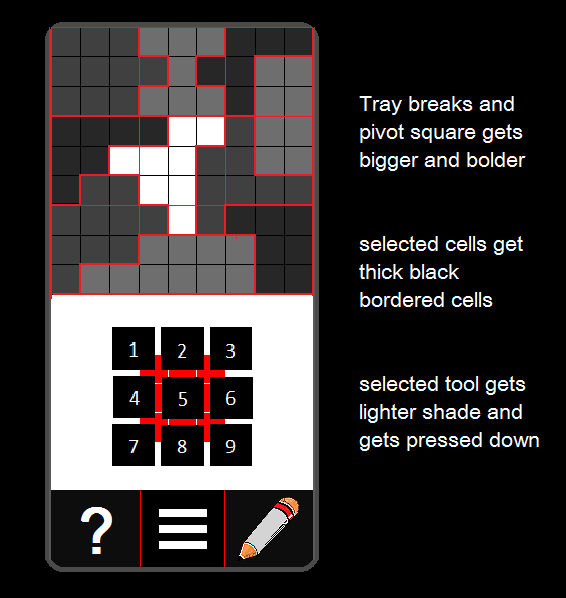 Tray breaks and
pivot square gets
bigger and bolder
selected cells get
thick black
bordered cells
1 2 3
4 5 6
selected tool gets
lighter shade and
gets pressed down
7 8 9
?